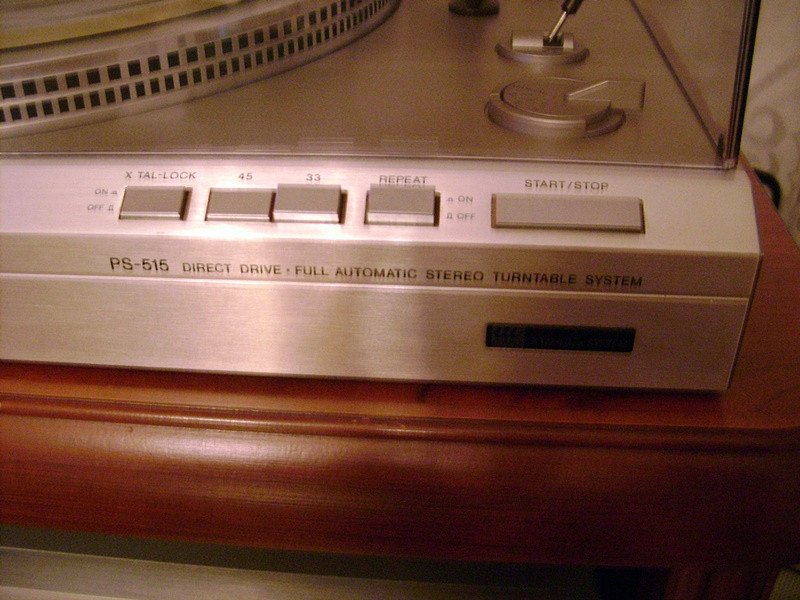 X TAL-LOCK 45 33 REPEAT START/STOP
ON ON
OFF OFF
PS-515 DIRECT DRIVE · FULL AUTOMATIC STEREO TURNTABLE SYSTEM